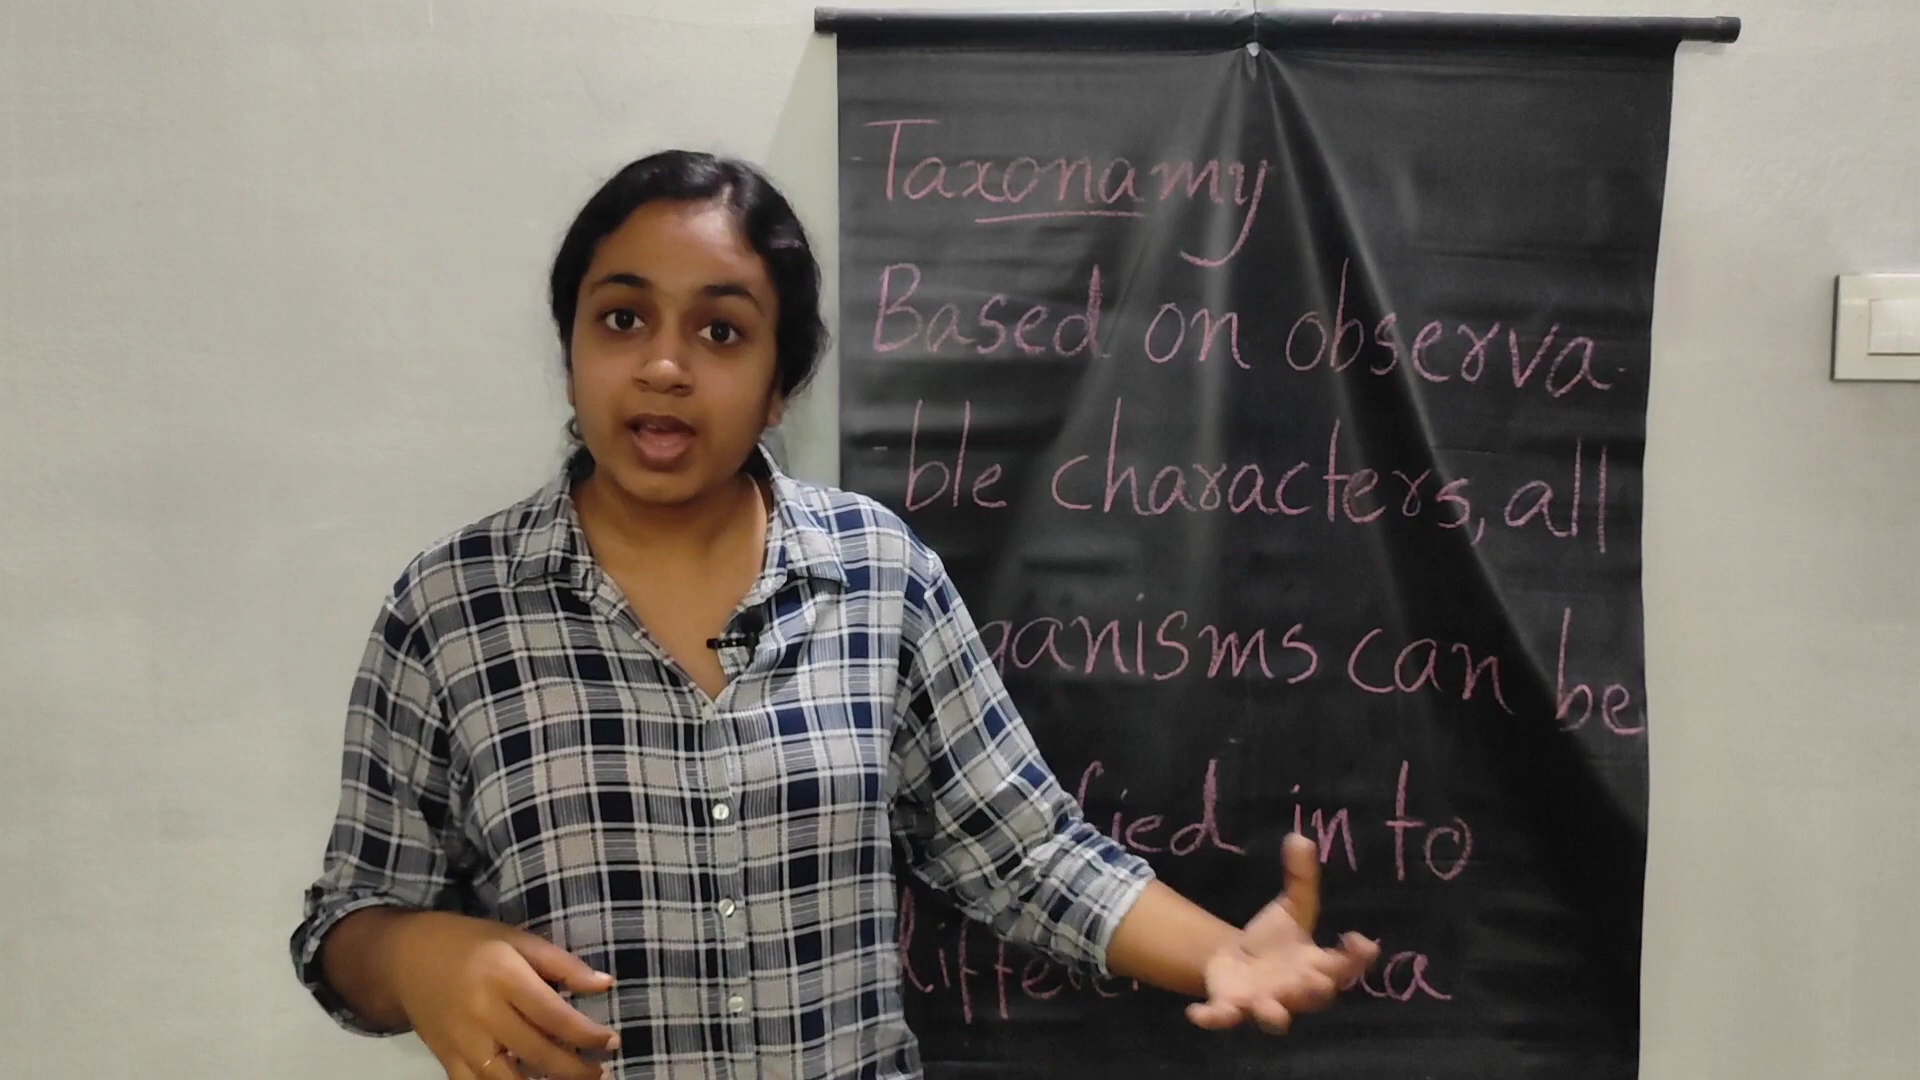 Taxonamy
Based on observa-
-ble characters, all
ganisms can be
fied into